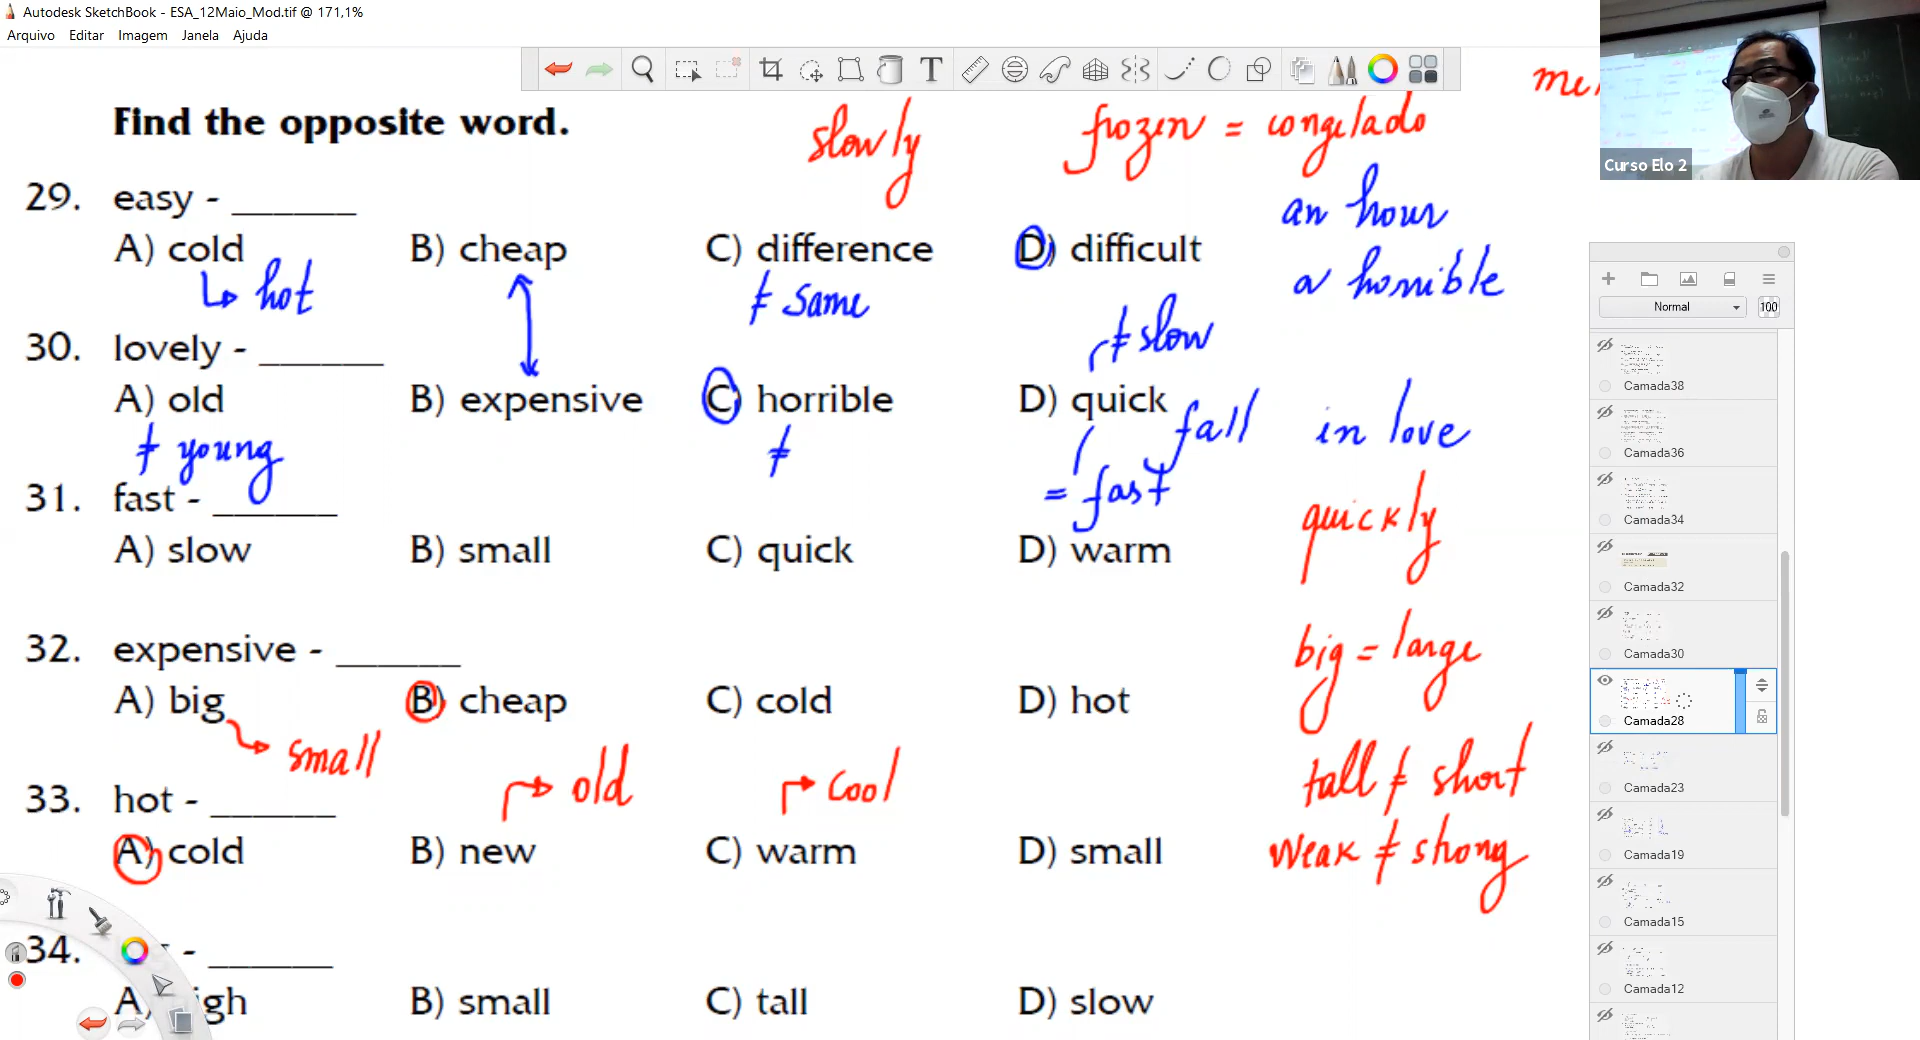 Autodesk SketchBook - ESA_12Maio_Mod.tif @ 171,1%
Arquivo Editar Imagem Janela Ajuda
T
Curso Elo 2
Find the opposite word.
slowly
frozen = congelado
29. easy - ______
an hour
A) cold B) cheap C) difference D) difficult
hot
≠ same
a horrible
30. lovely - ______
≠ slow
A) old B) expensive C) horrible D) quick
≠ young
≠
= fast
fall in love
31. fast - ______
quickly
A) slow B) small C) quick D) warm
32. expensive - ______
big = large
A) big B) cheap C) cold D) hot
small
old
cool
tall ≠ short
33. hot - ______
A) cold B) new C) warm D) small
weak ≠ strong
34. - ______
A) igh B) small C) tall D) slow
Normal 100
Camada38
Camada36
Camada34
Camada32
Camada30
Camada28
Camada23
Camada19
Camada15
Camada12